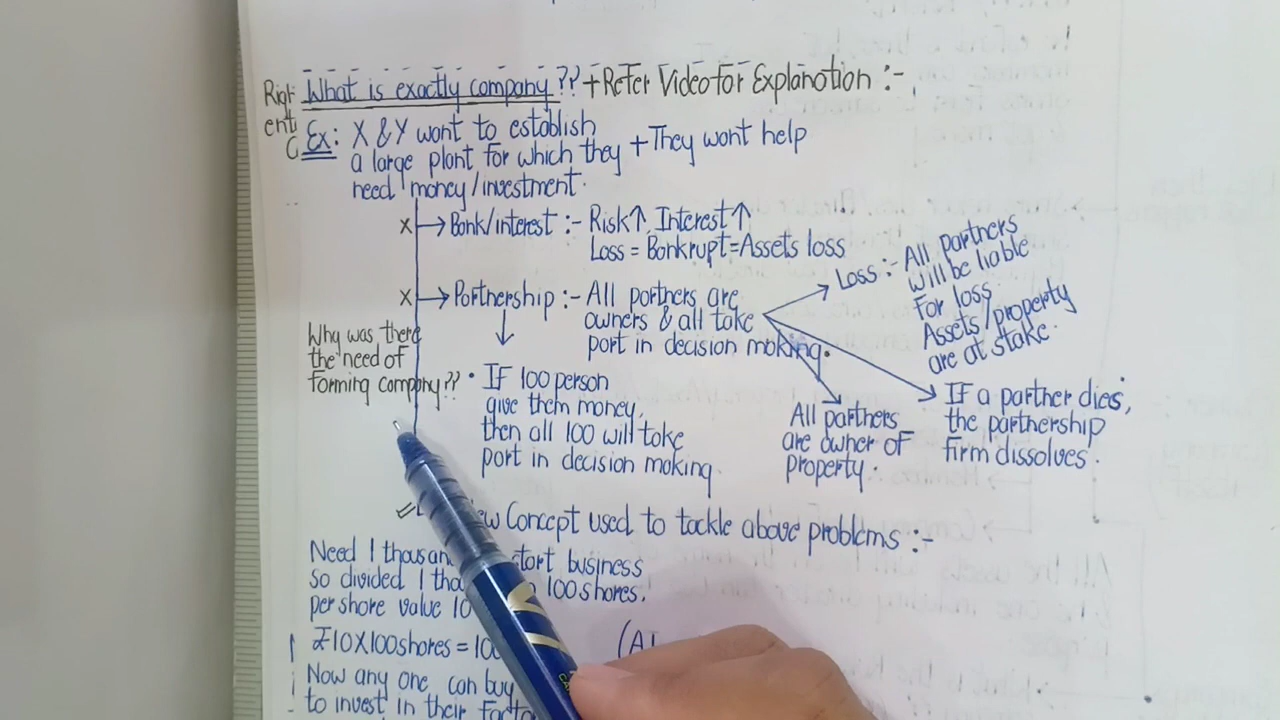 What is exactly company ?? + Refer Video for Explanation :-
Ex: X & Y want to establish
a large plant for which they + They want help
need money/investment.
x → Bank/interest :- Risk↑ Interest↑
Loss = Bankrupt = Assets loss
x → Partnership :- All partners are
owners & all take
part in decision making.
Loss :- All partners
will be liable
for loss
Assets/property
are at stake.
If a partner dies,
the partnership
firm dissolves.
All partners
are owner of
property.
Why was there
the need of
forming company??
• If 100 person
give them money,
then all 100 will take
part in decision making
Concept used to tackle above problems :-
Need 1 start business
so divided 1 100 shares.
per share value 10
₹10 X 100 shares =
Now any one can buy
to invest in their